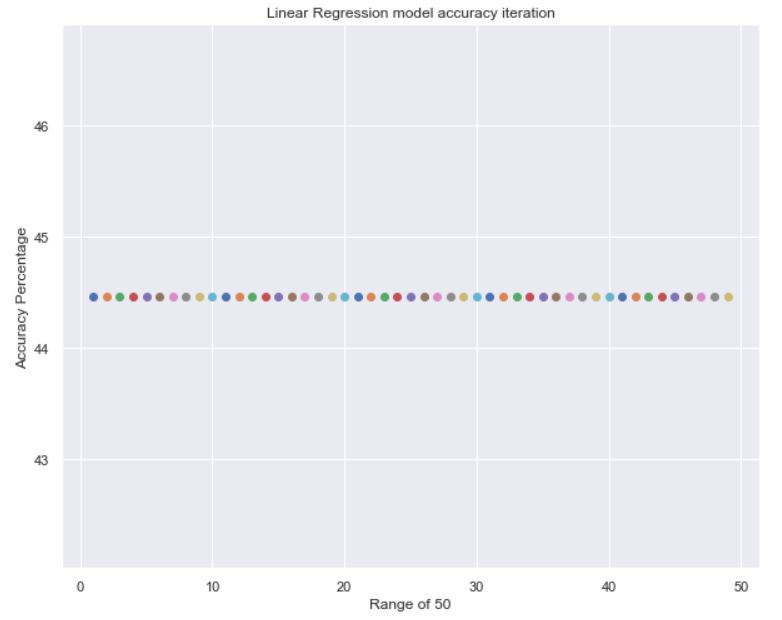 Linear Regression model accuracy iteration
46
45
44
43
Accuracy Percentage
0 10 20 30 40 50
Range of 50